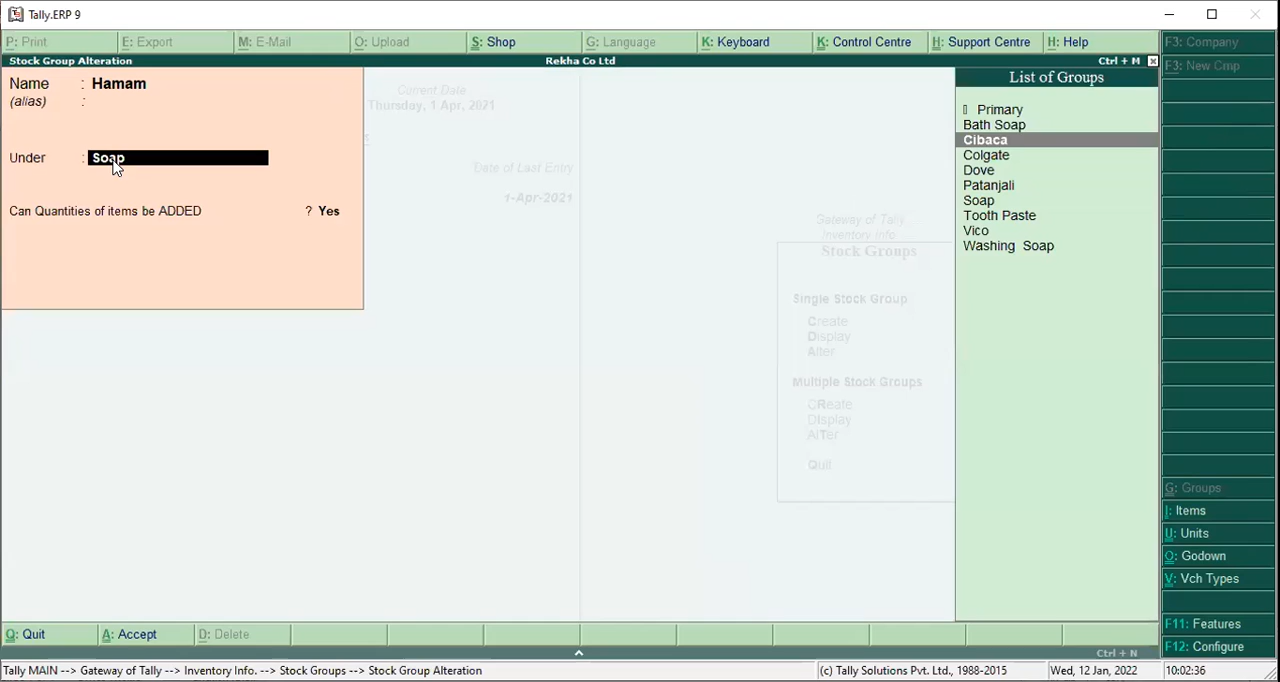 Tally.ERP 9
P: Print E: Export M: E-Mail O: Upload S: Shop G: Language K: Keyboard K: Control Centre H: Support Centre H: Help F3: Company
Stock Group Alteration Rekha Co Ltd Ctrl + M
F3: New Cmp
Name : Hamam
(alias) :
Under : Soap
Can Quantities of items be ADDED ? Yes
Current Date
Thursday, 1 Apr, 2021
Date of Last Entry
1-Apr-2021
Gateway of Tally
Inventory Info.
Stock Groups
Single Stock Group
Create
Display
Alter
Multiple Stock Groups
CReate
DIsplay
AlTer
Quit
List of Groups
Primary
Bath Soap
Cibaca
Colgate
Dove
Patanjali
Soap
Tooth Paste
Vico
Washing Soap
G: Groups
I: Items
U: Units
O: Godown
V: Vch Types
F11: Features
F12: Configure
Q: Quit A: Accept D: Delete
Ctrl + N
Tally MAIN --> Gateway of Tally --> Inventory Info. --> Stock Groups --> Stock Group Alteration (c) Tally Solutions Pvt. Ltd., 1988-2015 Wed, 12 Jan, 2022 10:02:36